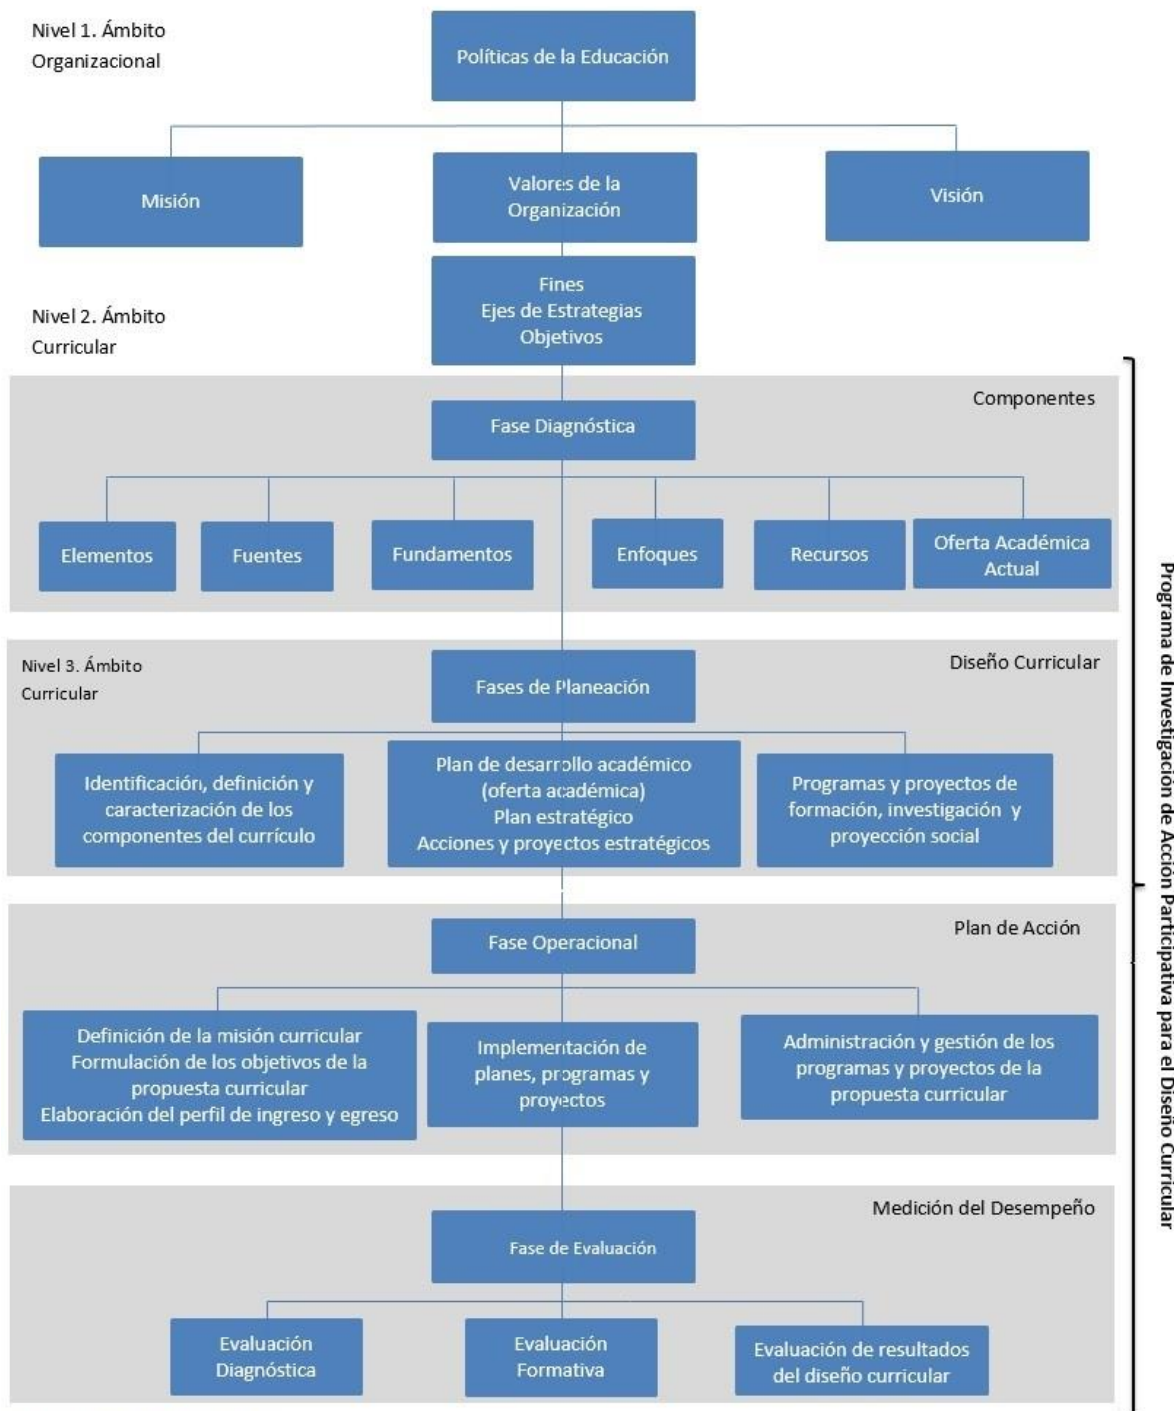 Nivel 1. Ámbito
Organizacional
Políticas de la Educación
Misión
Valores de la
Organización
Visión
Fines
Ejes de Estrategias
Objetivos
Nivel 2. Ámbito
Curricular
Componentes
Fase Diagnóstica
Elementos
Fuentes
Fundamentos
Enfoques
Recursos
Oferta Académica
Actual
Nivel 3. Ámbito
Curricular
Diseño Curricular
Fases de Planeación
Identificación, definición y
caracterización de los
componentes del currículo
Plan de desarrollo académico
(oferta académica)
Plan estratégico
Acciones y proyectos estratégicos
Programas y proyectos de
formación, investigación y
proyección social
Plan de Acción
Fase Operacional
Definición de la misión curricular
Formulación de los objetivos de la
propuesta curricular
Elaboración del perfil de ingreso y egreso
Implementación de
planes, programas y
proyectos
Administración y gestión de los
programas y proyectos de la
propuesta curricular
Medición del Desempeño
Fase de Evaluación
Evaluación
Diagnóstica
Evaluación
Formativa
Evaluación de resultados
del diseño curricular
Programa de Investigación de Acción Participativa para el Diseño Curricular